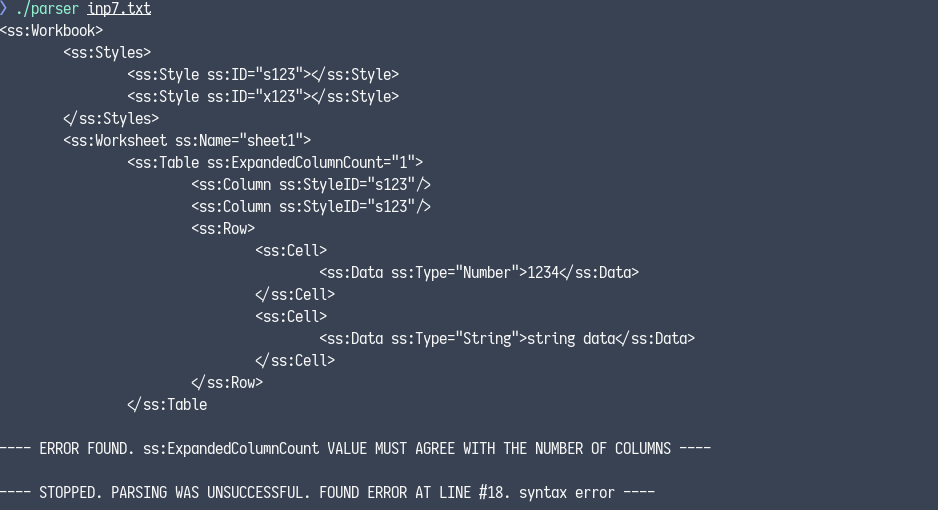 ❯ ./parser inp7.txt
<ss:Workbook>
<ss:Styles>
<ss:Style ss:ID="s123"></ss:Style>
<ss:Style ss:ID="x123"></ss:Style>
</ss:Styles>
<ss:Worksheet ss:Name="sheet1">
<ss:Table ss:ExpandedColumnCount="1">
<ss:Column ss:StyleID="s123"/>
<ss:Column ss:StyleID="s123"/>
<ss:Row>
<ss:Cell>
<ss:Data ss:Type="Number">1234</ss:Data>
</ss:Cell>
<ss:Cell>
<ss:Data ss:Type="String">string data</ss:Data>
</ss:Cell>
</ss:Row>
</ss:Table
---- ERROR FOUND. ss:ExpandedColumnCount VALUE MUST AGREE WITH THE NUMBER OF COLUMNS ----
---- STOPPED. PARSING WAS UNSUCCESSFUL. FOUND ERROR AT LINE #18. syntax error ----